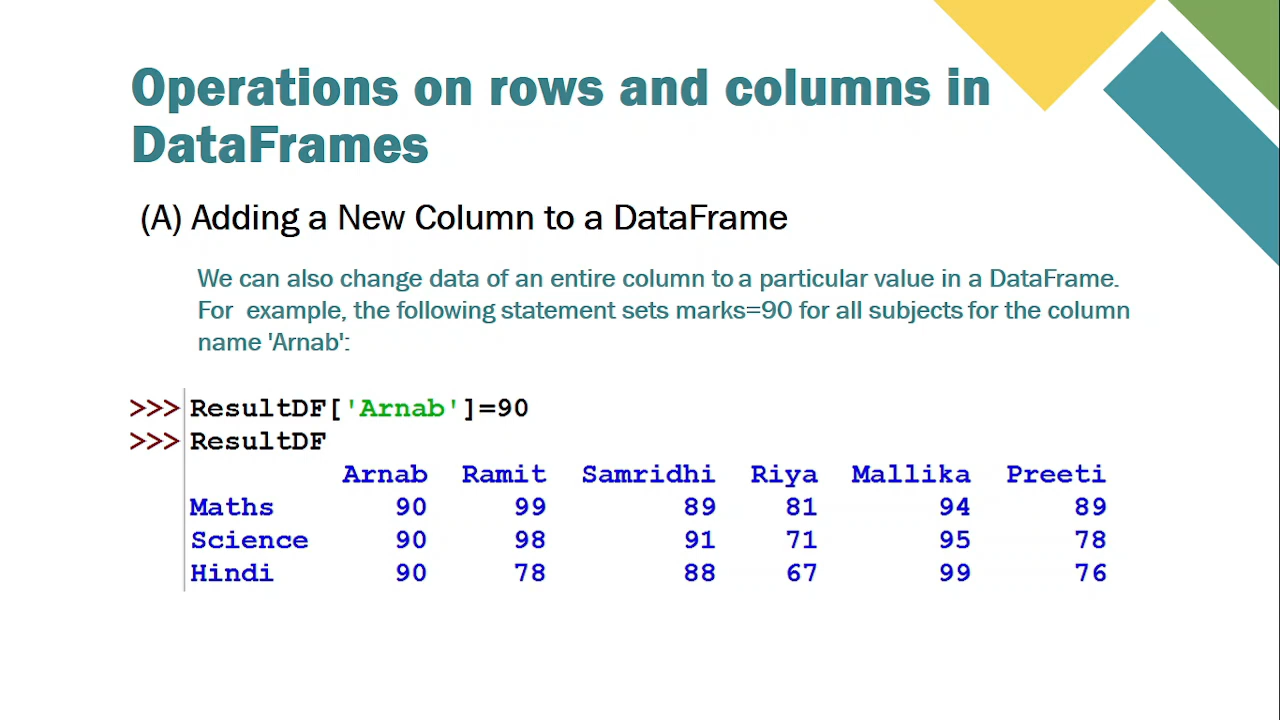 Operations on rows and columns in
DataFrames
(A) Adding a New Column to a DataFrame
We can also change data of an entire column to a particular value in a DataFrame.
For example, the following statement sets marks=90 for all subjects for the column
name 'Arnab':
>>> ResultDF['Arnab']=90
>>> ResultDF
Arnab Ramit Samridhi Riya Mallika Preeti
Maths 90 99 89 81 94 89
Science 90 98 91 71 95 78
Hindi 90 78 88 67 99 76